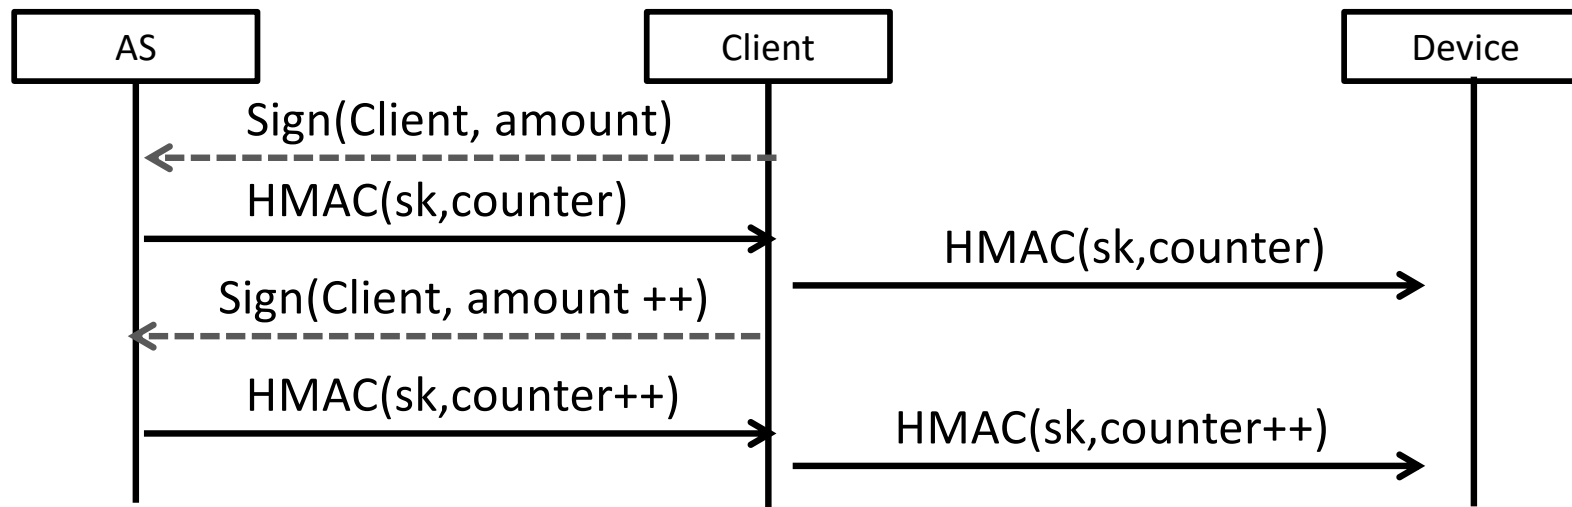 AS
Client
Device
Sign(Client, amount)
HMAC(sk,counter)
HMAC(sk,counter)
Sign(Client, amount ++)
HMAC(sk,counter++)
HMAC(sk,counter++)